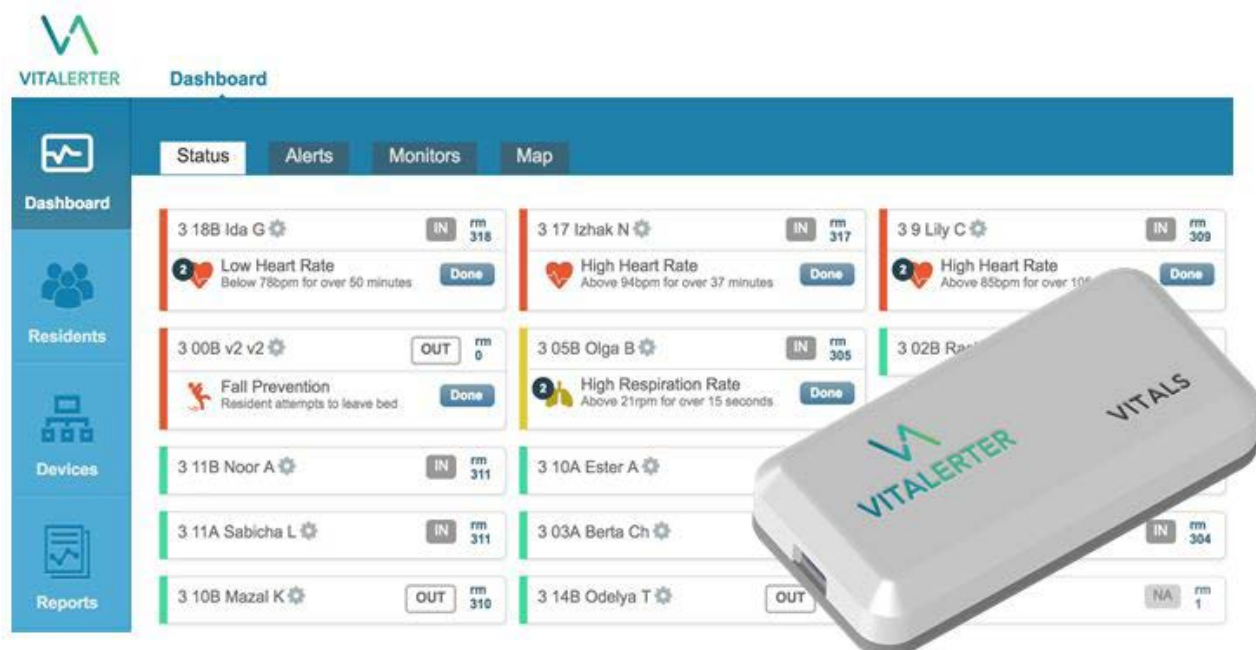 VITALERTER
Dashboard
Status Alerts Monitors Map
Dashboard
Residents
Devices
Reports
3 18B Ida G IN rm 318
2 Low Heart Rate
Below 78bpm for over 50 minutes
Done
3 17 Izhak N IN rm 317
High Heart Rate
Above 94bpm for over 37 minutes
Done
3 9 Lily C IN rm 309
2 High Heart Rate
Above 85bpm for over
Done
3 00B v2 v2 OUT rm 0
Fall Prevention
Resident attempts to leave bed
Done
3 05B Olga B IN rm 305
2 High Respiration Rate
Above 21rpm for over 15 seconds
Done
3 02B
3 11B Noor A IN rm 311
3 10A Ester A
3 11A Sabicha L IN rm 311
3 03A Berta Ch
IN rm 304
3 10B Mazal K OUT rm 310
3 14B Odelya T OUT
NA rm 1
VITALERTER
VITALS